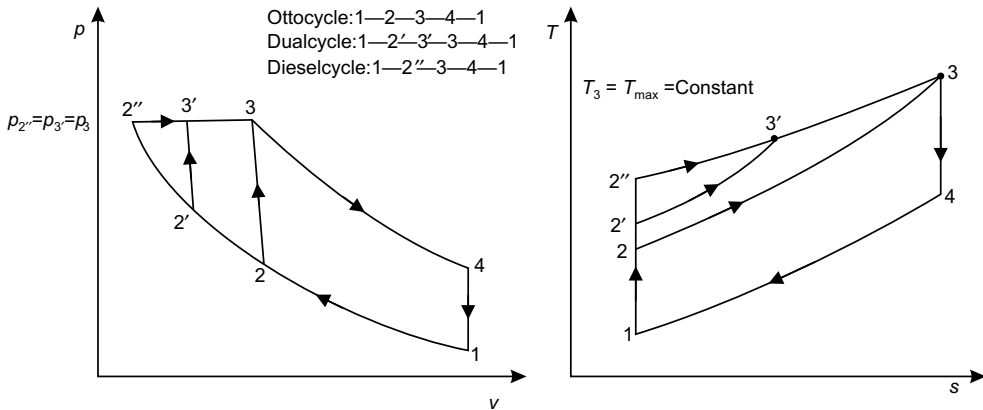 Ottocycle:1—2—3—4—1
Dualcycle:1—2′—3′—3—4—1
Dieselcycle:1—2″—3—4—1
p
p2″=p3′=p3
2″
3′
3
2′
2
4
1
v
T
T3 = Tmax =Constant
3
3′
2″
2′
2
4
1
s